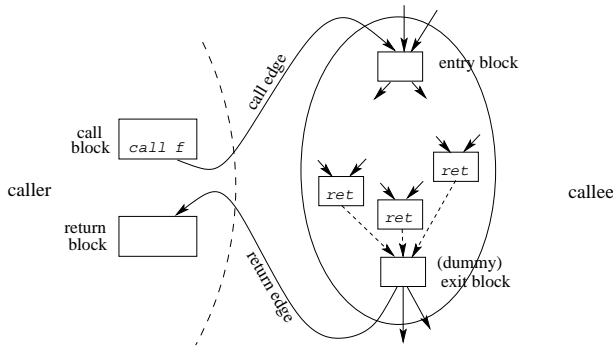 call edge
entry block
call
block
call f
ret
ret
ret
caller
callee
return
block
return edge
(dummy)
exit block